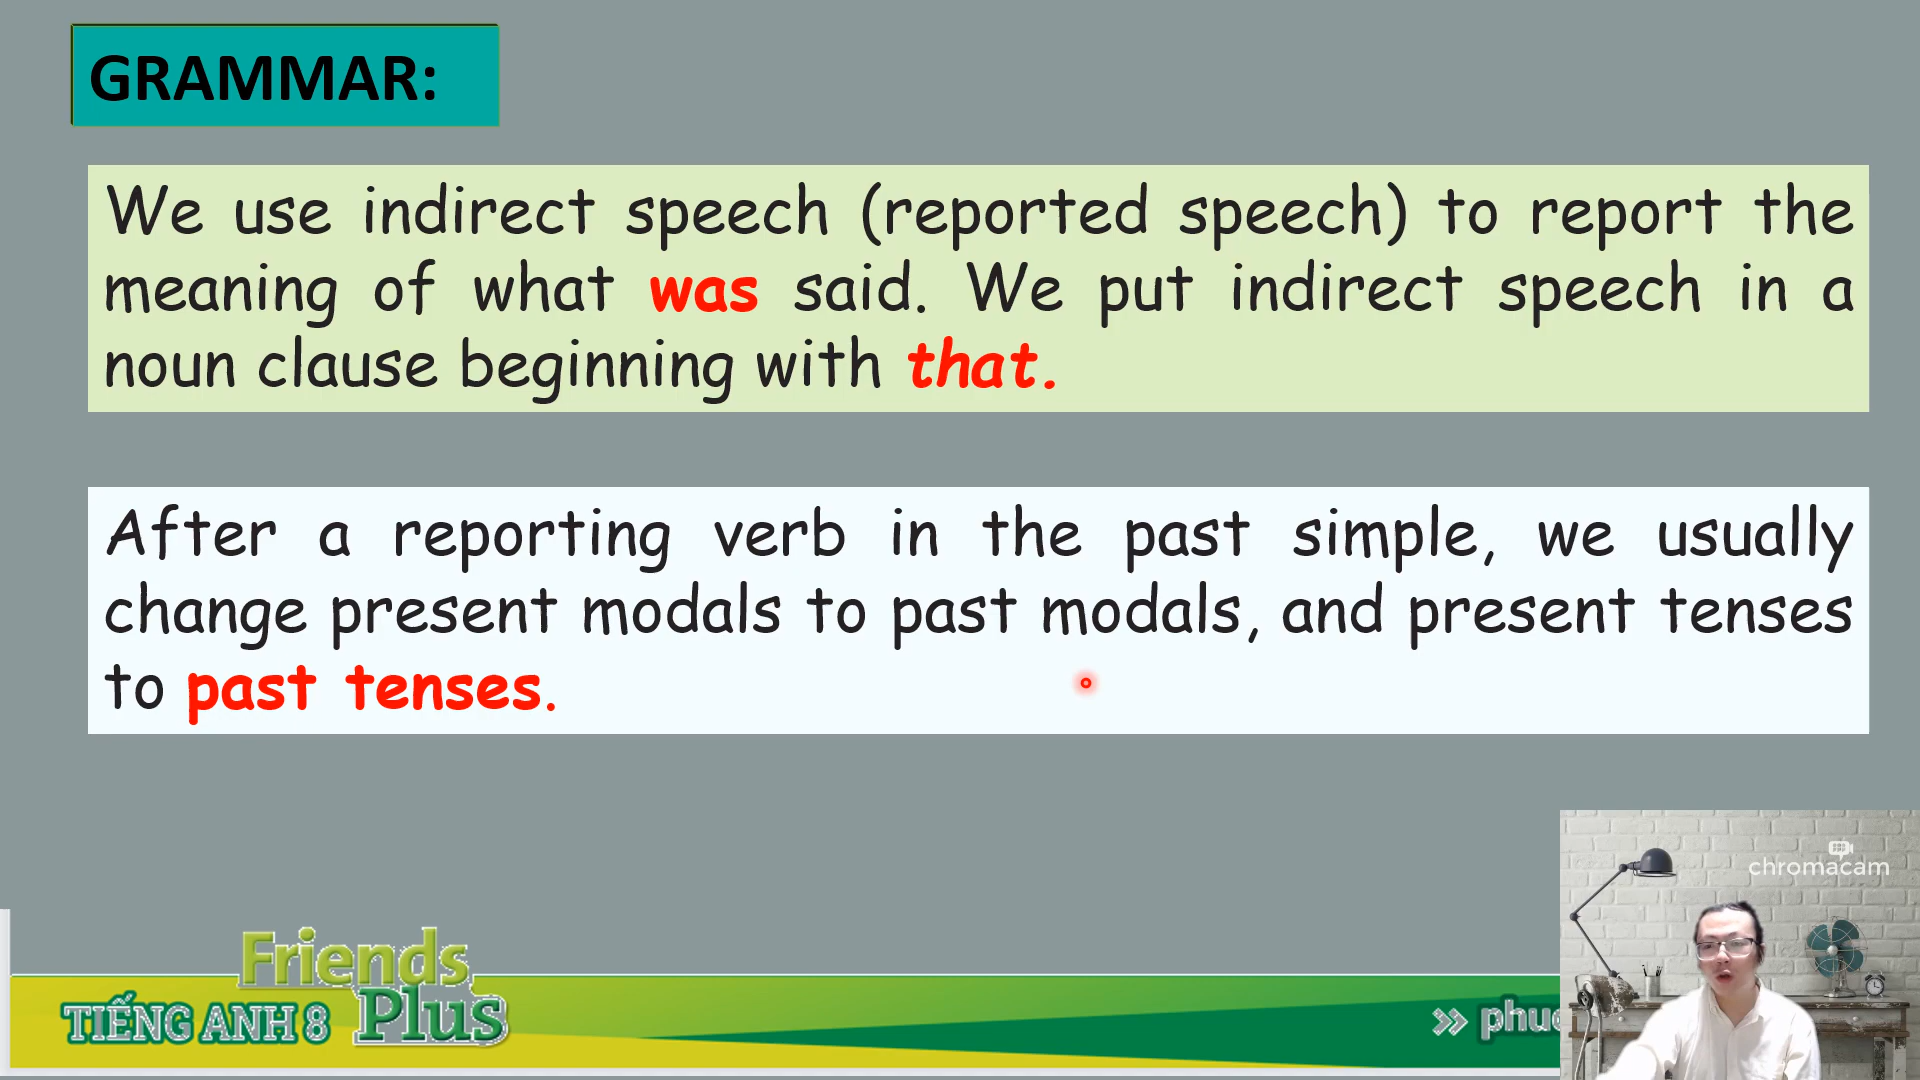 GRAMMAR:
We use indirect speech (reported speech) to report the
meaning of what was said. We put indirect speech in a
noun clause beginning with that.
After a reporting verb in the past simple, we usually
change present modals to past modals, and present tenses
to past tenses.
chromacam
Friends
TIẾNG ANH 8 Plus